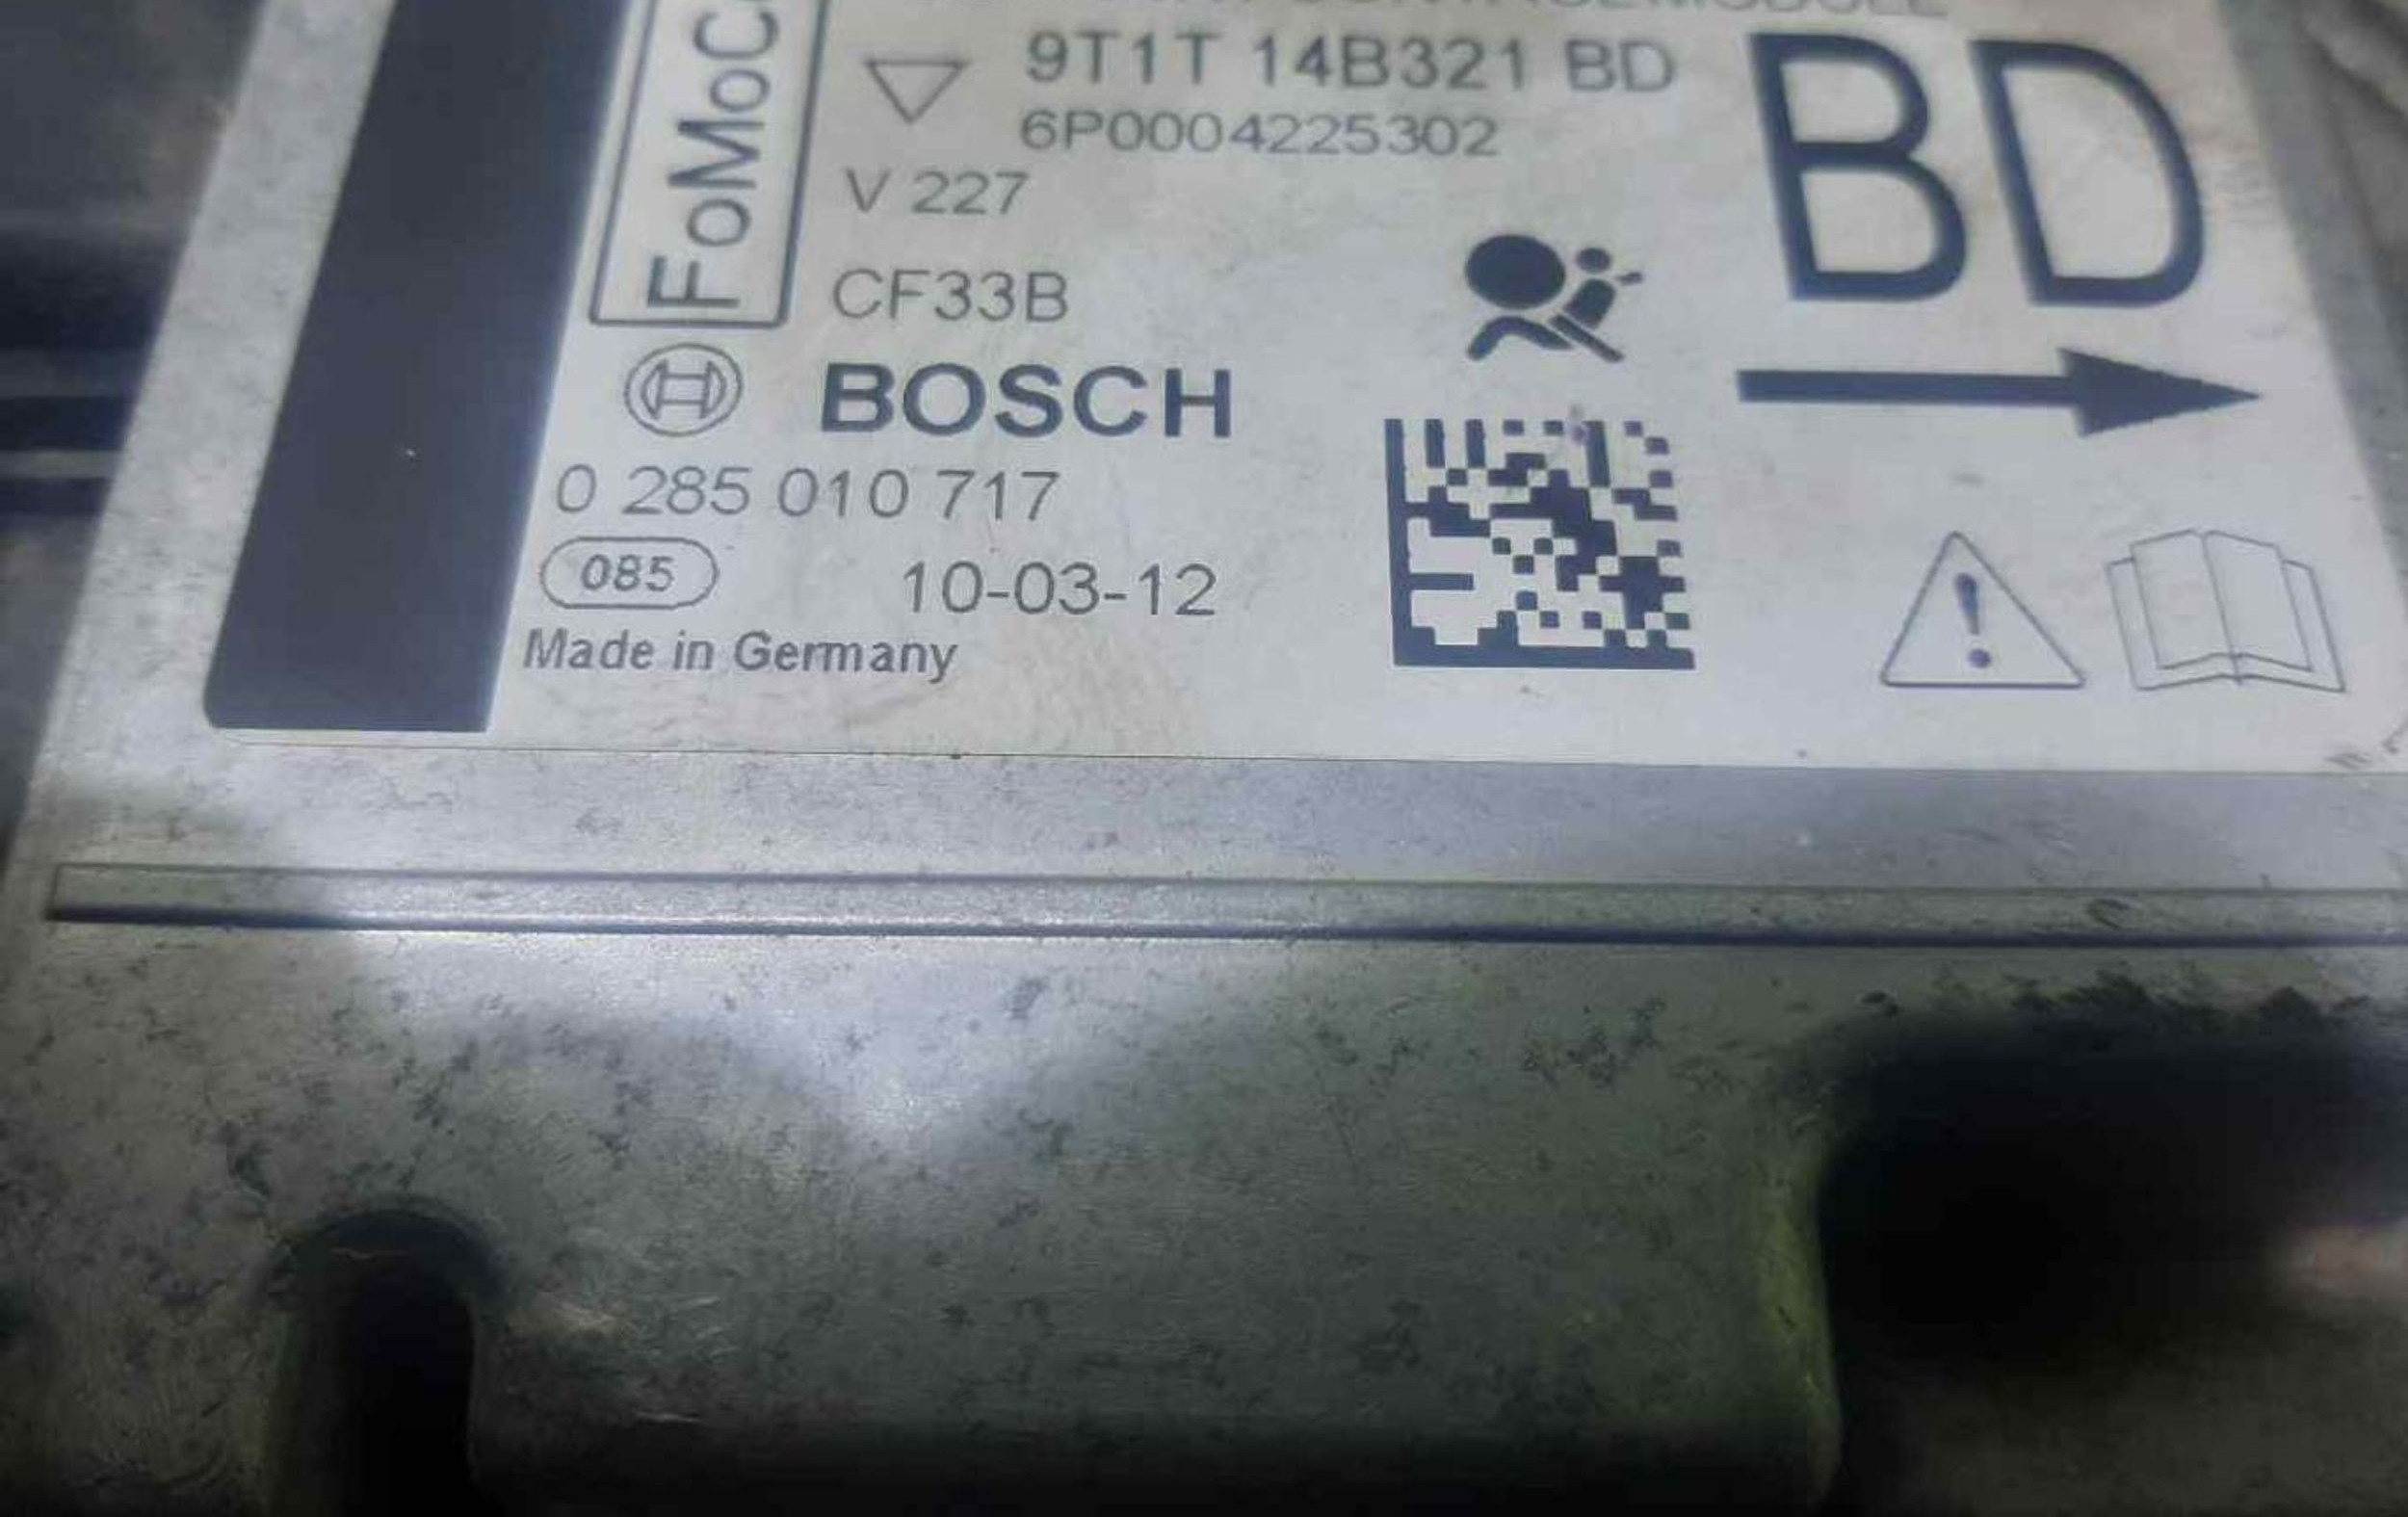 9T1T 14B321 BD
6P0004225302
V 227
CF33B
FoMoC
BD
BOSCH
0 285 010 717
085
10-03-12
Made in Germany